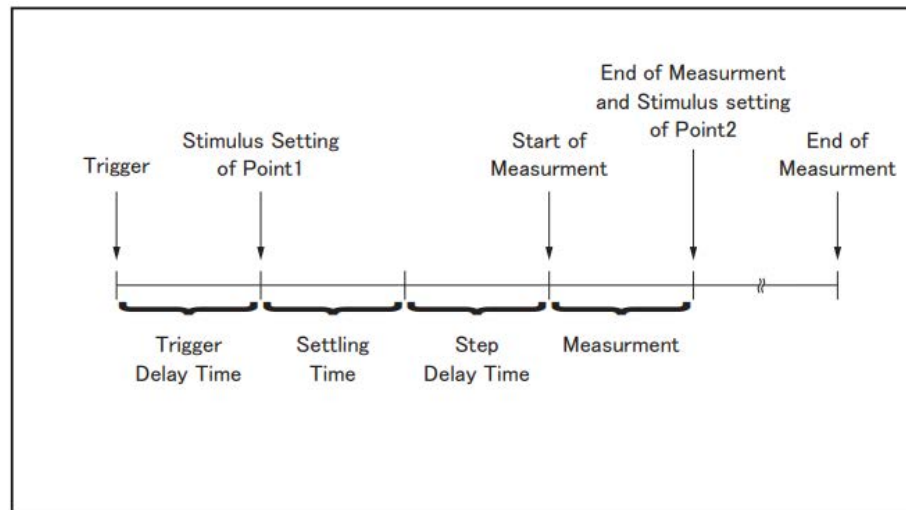 End of Measurment
and Stimulus setting
of Point2
Stimulus Setting
of Point1
Start of
Measurment
End of
Measurment
Trigger
Trigger
Delay Time
Settling
Time
Step
Delay Time
Measurment